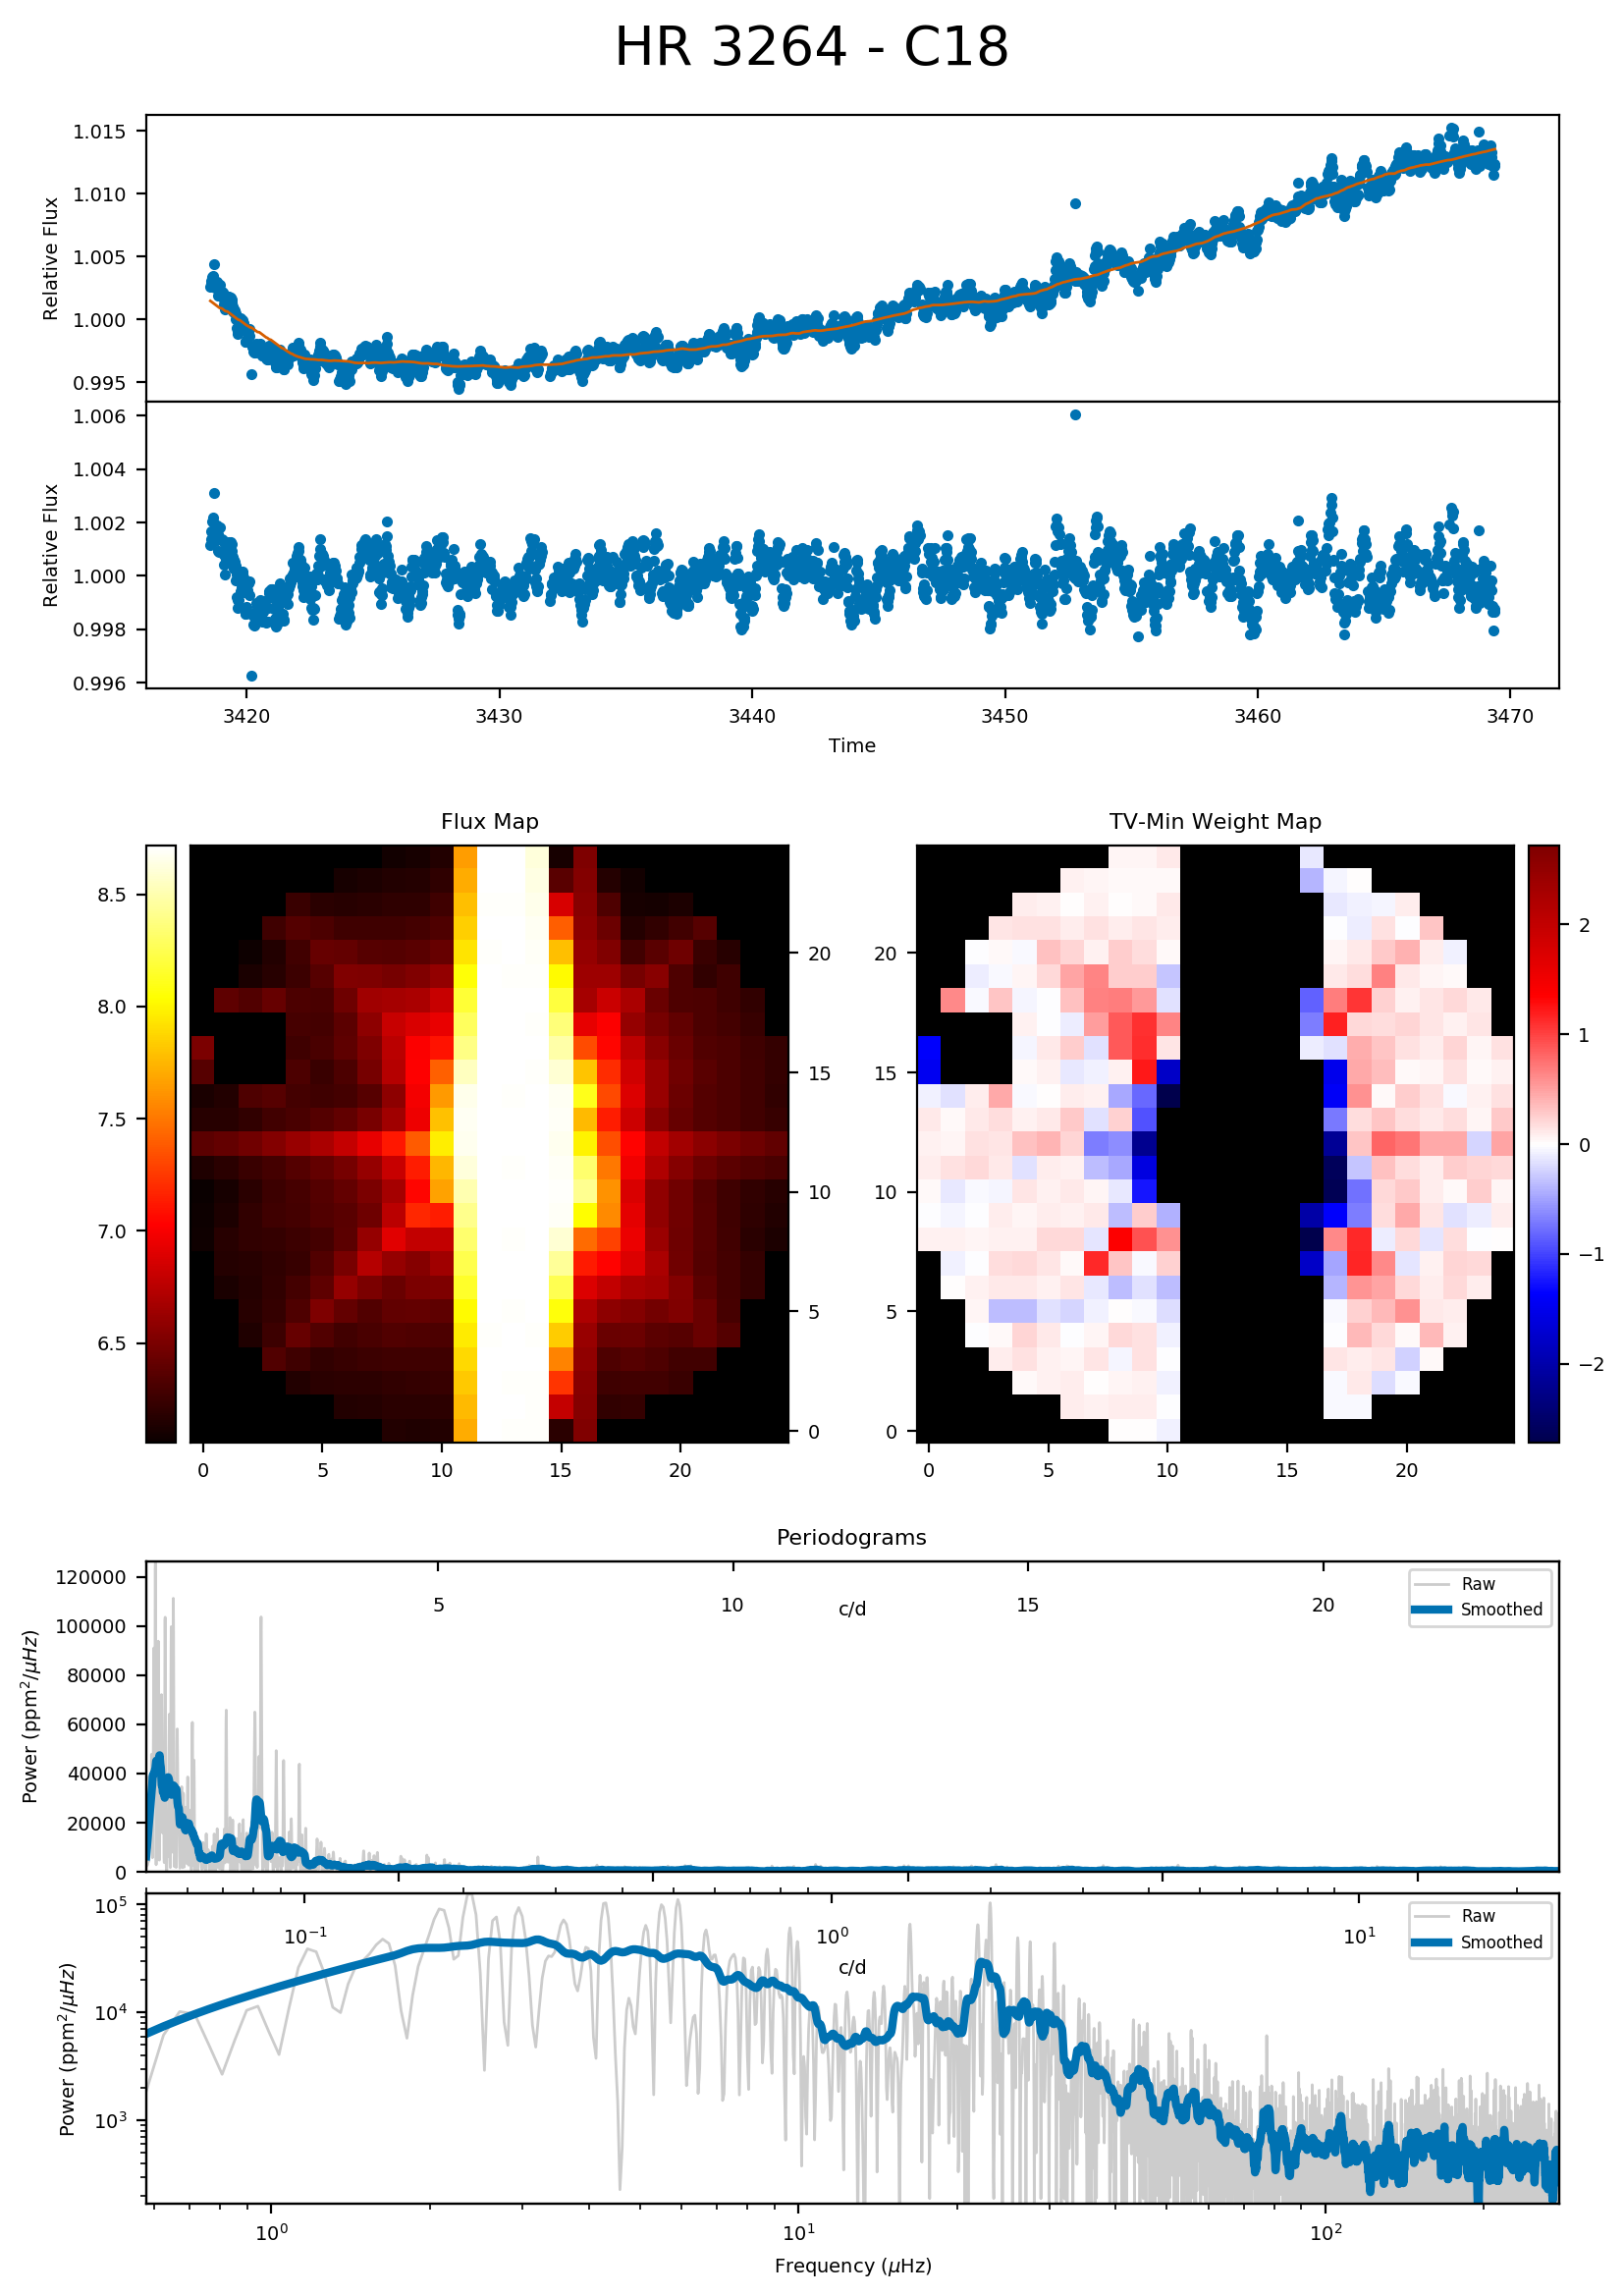 HR 3264 - C18
1.015
1.010
1.005
1.000
0.995
Relative Flux
1.006
1.004
1.002
1.000
0.998
0.996
Relative Flux
3420 3430 3440 3450 3460 3470
Time
Flux Map
8.5
8.0
7.5
7.0
6.5
20
15
10
5
0
0 5 10 15 20
TV-Min Weight Map
20
15
10
5
0
0 5 10 15 20
2
1
0
−1
−2
Periodograms
120000
100000
80000
60000
40000
20000
0
Power (ppm²/μHz)
5 10 15 20
c/d
Raw
Smoothed
10⁵
10⁴
10³
Power (ppm²/μHz)
10⁻¹ 10⁰ 10¹
c/d
Raw
Smoothed
10⁰ 10¹ 10²
Frequency (μHz)